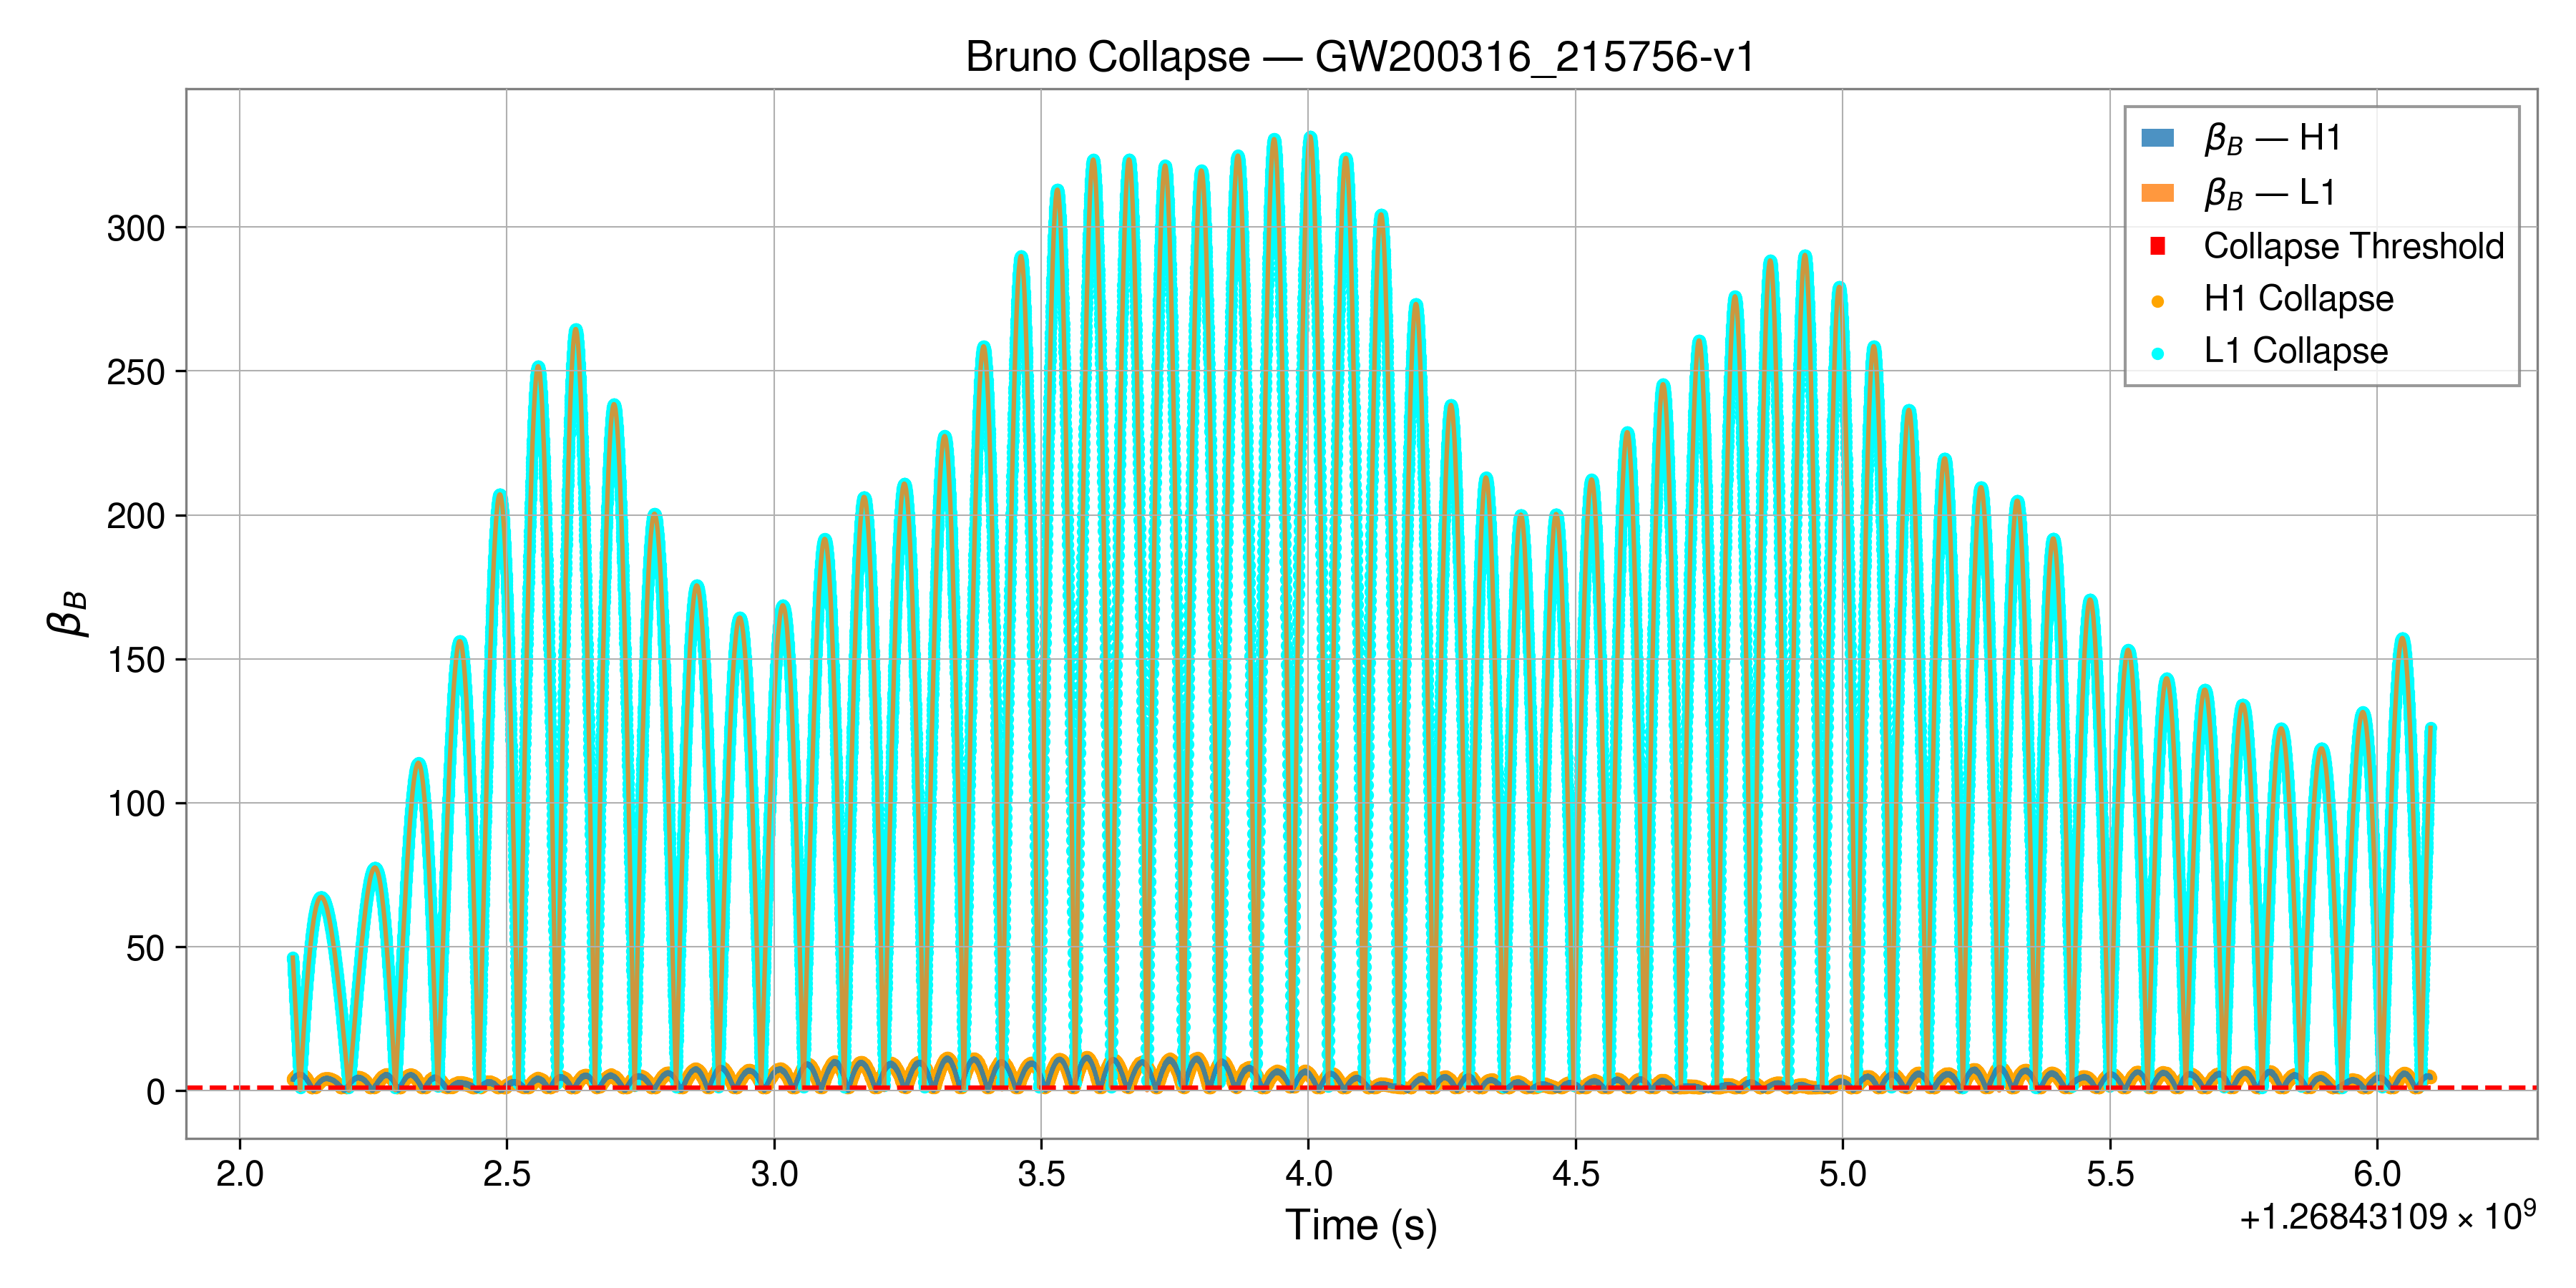 Bruno Collapse — GW200316_215756-v1
β_B — H1
β_B — L1
Collapse Threshold
H1 Collapse
L1 Collapse
β_B
300
250
200
150
100
50
0
2.0 2.5 3.0 3.5 4.0 4.5 5.0 5.5 6.0
Time (s)
+1.26843109 × 10⁹